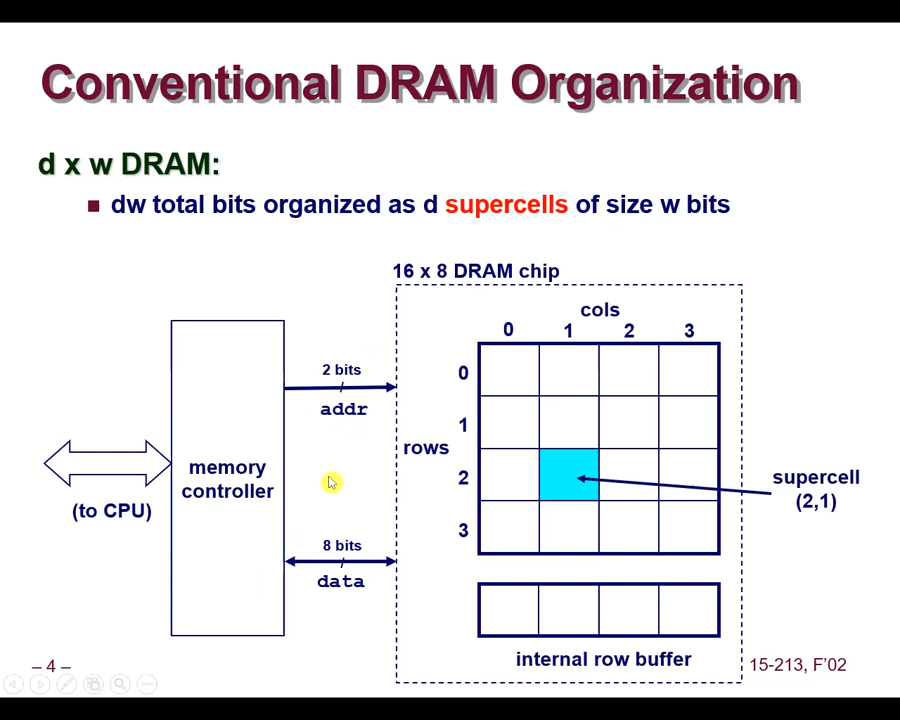 Conventional DRAM Organization
d x w DRAM:
dw total bits organized as d supercells of size w bits
16 x 8 DRAM chip
cols
0 1 2 3
2 bits
addr
0
1
rows
2
3
memory
controller
(to CPU)
supercell
(2,1)
8 bits
data
internal row buffer
– 4 –
15-213, F’02